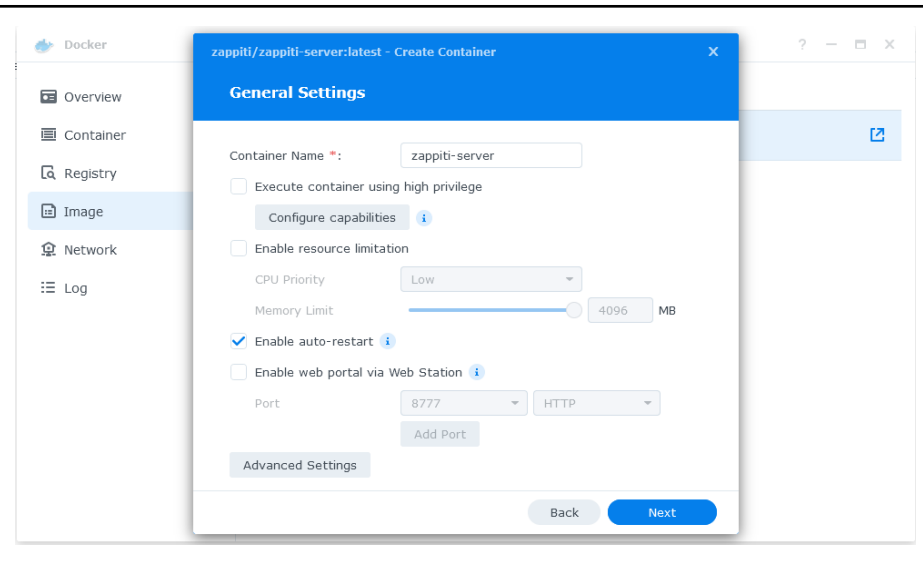 Docker
? — X
Overview
Container
Registry
Image
Network
Log
zappiti/zappiti-server:latest - Create Container X
General Settings
Container Name *: zappiti-server
Execute container using high privilege
Configure capabilities i
Enable resource limitation
CPU Priority Low
Memory Limit 4096 MB
Enable auto-restart i
Enable web portal via Web Station i
Port 8777 HTTP
Add Port
Advanced Settings
Back Next